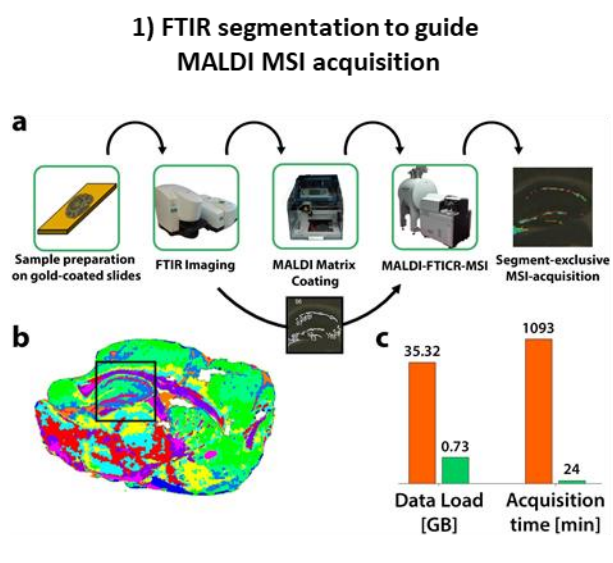 1) FTIR segmentation to guide
MALDI MSI acquisition
a
Sample preparation
on gold-coated slides
FTIR Imaging
MALDI Matrix
Coating
MALDI-FTICR-MSI
Segment-exclusive
MSI-acquisition
b
c
35.32
0.73
1093
24
Data Load
[GB]
Acquisition
time [min]